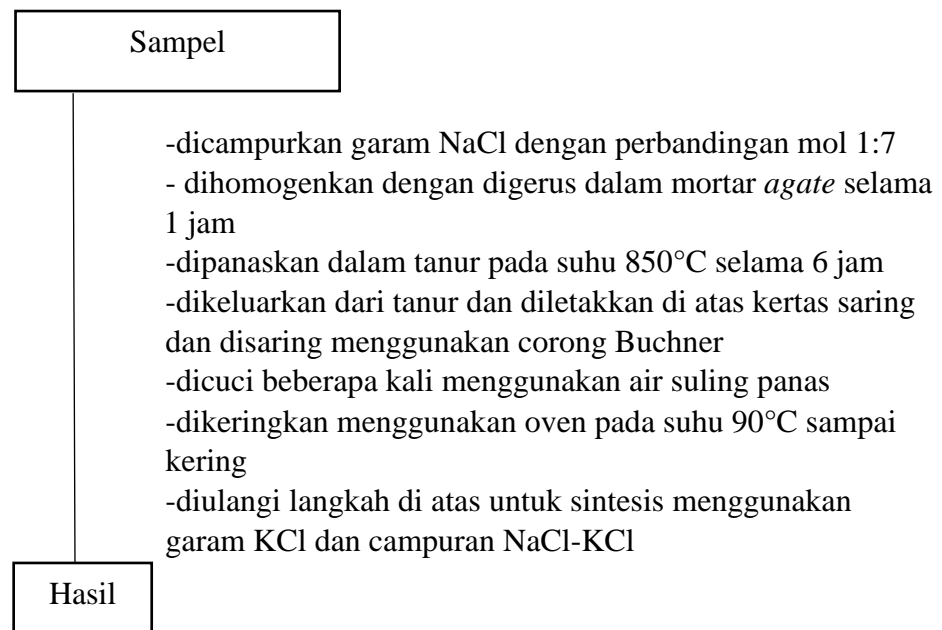 Sampel
-dicampurkan garam NaCl dengan perbandingan mol 1:7
- dihomogenkan dengan digerus dalam mortar agate selama
1 jam
-dipanaskan dalam tanur pada suhu 850°C selama 6 jam
-dikeluarkan dari tanur dan diletakkan di atas kertas saring
dan disaring menggunakan corong Buchner
-dicuci beberapa kali menggunakan air suling panas
-dikeringkan menggunakan oven pada suhu 90°C sampai
kering
-diulangi langkah di atas untuk sintesis menggunakan
garam KCl dan campuran NaCl-KCl
Hasil